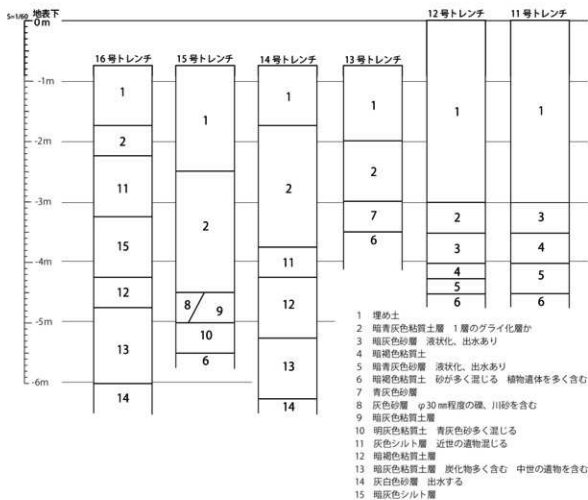 S=1/60 地表下
0m
-1m
-2m
-3m
-4m
-5m
-6m
16号トレンチ
1
2
11
15
12
13
14
15号トレンチ
1
2
8
9
10
6
14号トレンチ
1
2
11
12
13
14
13号トレンチ
1
2
7
6
12号トレンチ
1
2
3
4
5
6
11号トレンチ
1
3
4
5
6
1 埋め土
2 暗青灰色粘質土層 1層のグライ化層か
3 暗灰色砂層 液状化、出水あり
4 暗褐色粘質土
5 暗青灰色砂層 液状化、出水あり
6 暗褐色粘質土 砂が多く混じる 植物遺体を多く含む
7 青灰色砂層
8 灰色砂層 φ30㎜程度の礫、川砂を含む
9 暗灰色粘質土層
10 明灰色粘質土 青灰色砂多く混じる
11 灰色シルト層 近世の遺物混じる
12 暗褐色粘質土層
13 暗灰色粘質土層 炭化物多く含む 中世の遺物を含む
14 灰白色砂層 出水する
15 暗灰色シルト層